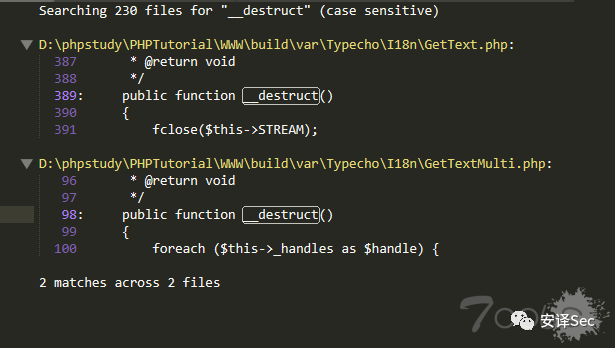 Searching 230 files for "__destruct" (case sensitive)
D:\phpstudy\PHPTutorial\WWW\build\var\Typecho\I18n\GetText.php:
387 * @return void
388 */
389: public function __destruct()
390 {
391 fclose($this->STREAM);
D:\phpstudy\PHPTutorial\WWW\build\var\Typecho\I18n\GetTextMulti.php:
96 * @return void
97 */
98: public function __destruct()
99 {
100 foreach ($this->_handles as $handle) {
2 matches across 2 files
安译Sec